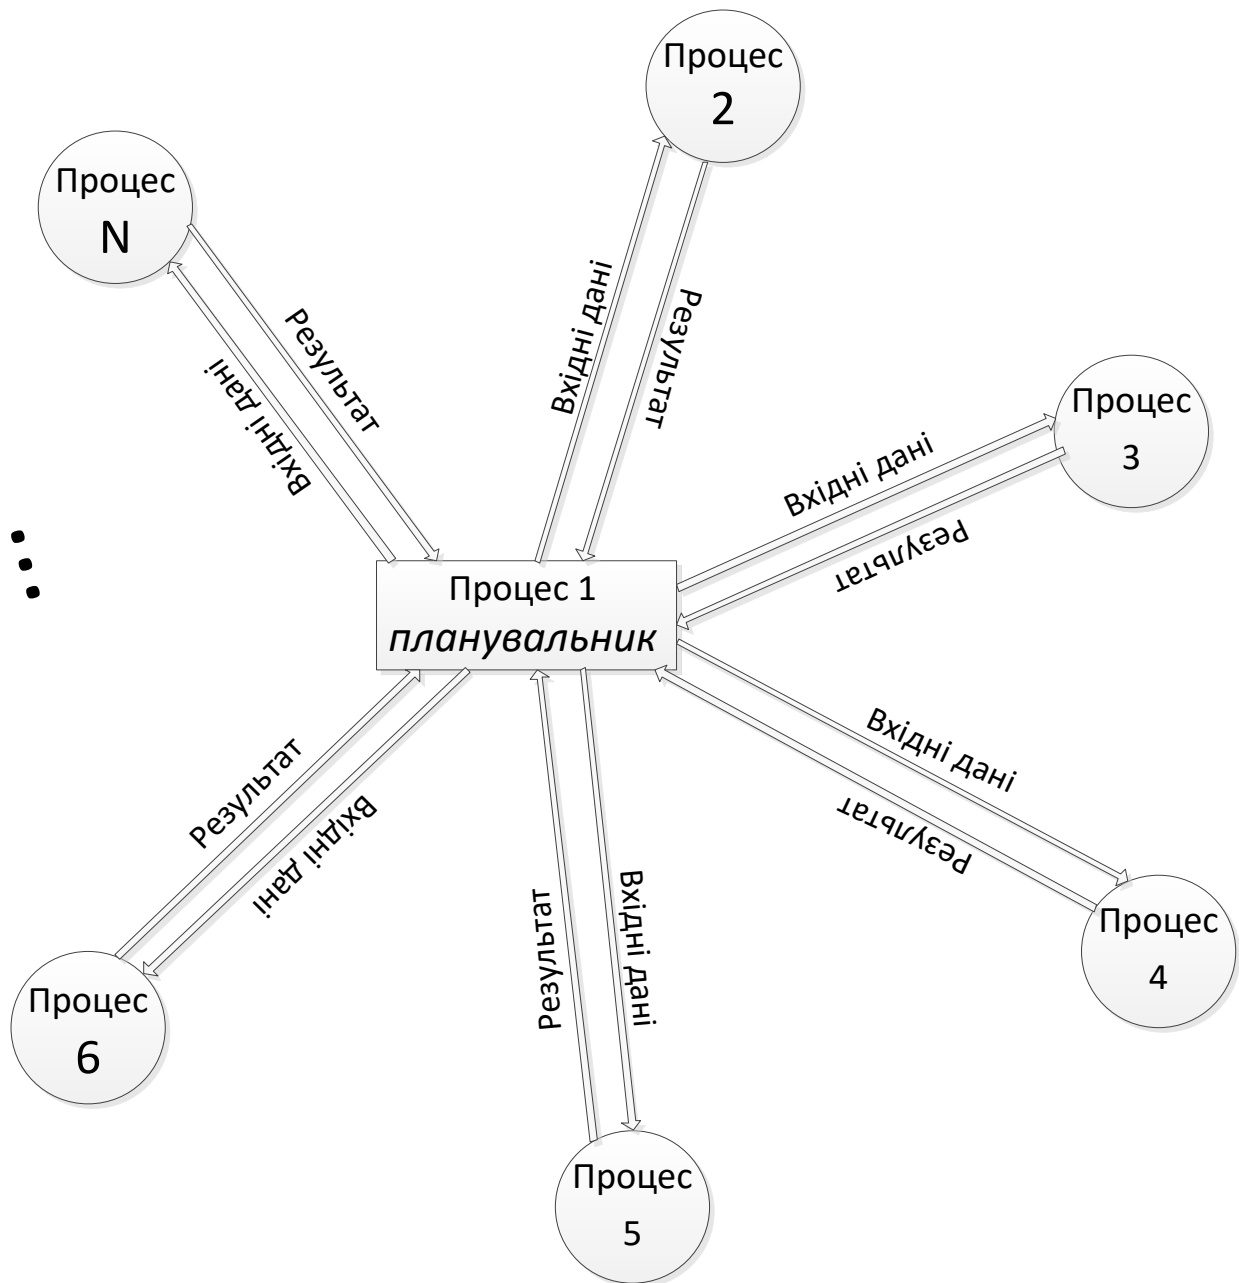 Процес
2
Процес
N
Вхідні дані
Результат
Результат
Вхідні дані
Процес
3
Вхідні дані
Результат
Процес 1
планувальник
Вхідні дані
Результат
Результат
Вхідні дані
Результат
Вхідні дані
Процес
4
Процес
6
Процес
5